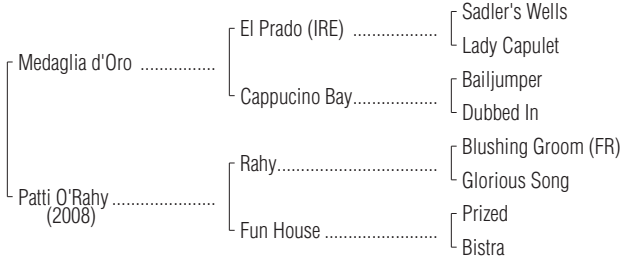 Sadler's Wells
El Prado (IRE) ...................
Lady Capulet
Medaglia d'Oro ................
Bailjumper
Cappucino Bay...................
Dubbed In
Blushing Groom (FR)
Rahy....................................
Glorious Song
Patti O'Rahy ......................
(2008)
Prized
Fun House .........................
Bistra